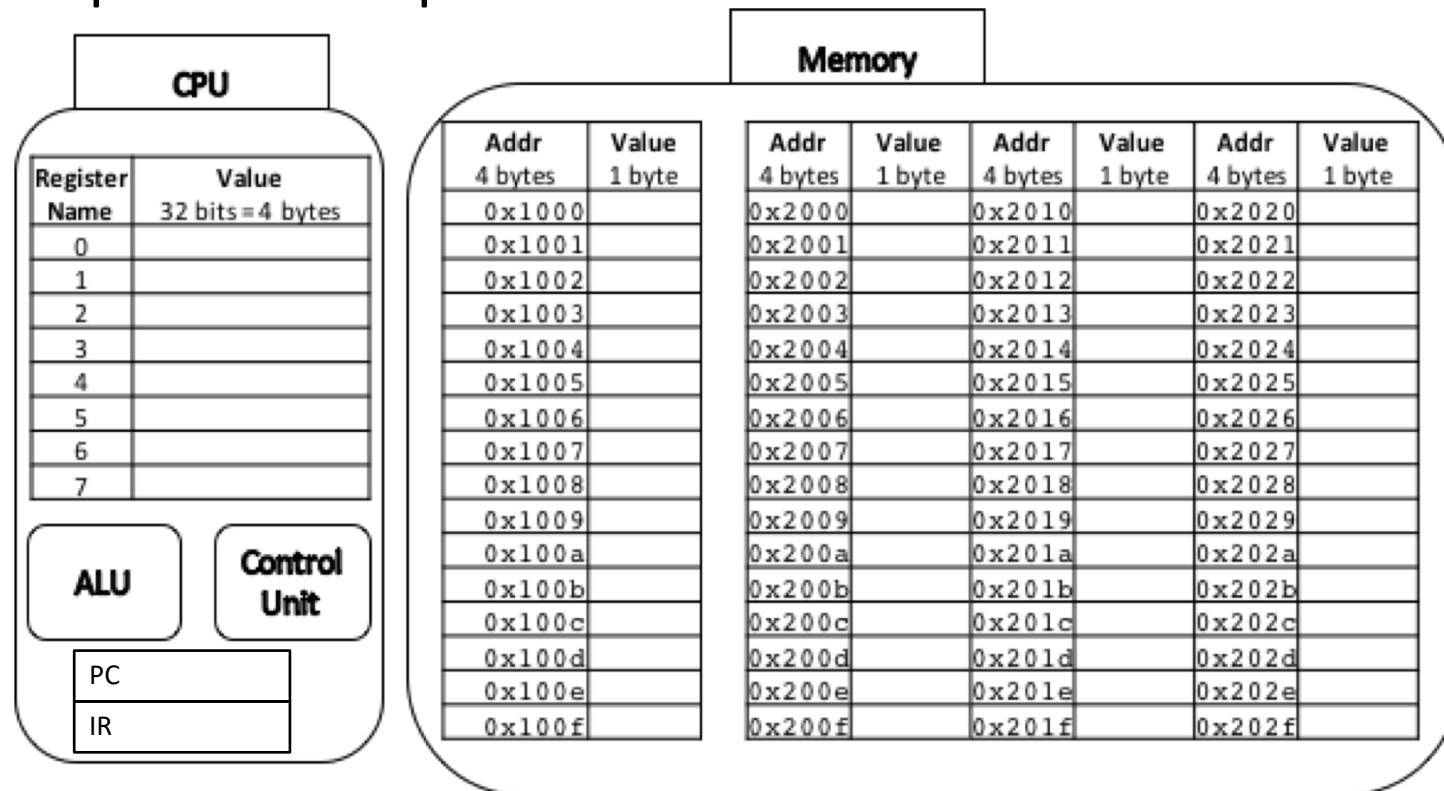 CPU
Register Name Value 32 bits=4 bytes
0
1
2
3
4
5
6
7
ALU
Control Unit
PC
IR
Memory
Addr Value Addr Value Addr Value Addr Value
4 bytes 1 byte 4 bytes 1 byte 4 bytes 1 byte 4 bytes 1 byte
0x1000 0x2000 0x2010 0x2020
0x1001 0x2001 0x2011 0x2021
0x1002 0x2002 0x2012 0x2022
0x1003 0x2003 0x2013 0x2023
0x1004 0x2004 0x2014 0x2024
0x1005 0x2005 0x2015 0x2025
0x1006 0x2006 0x2016 0x2026
0x1007 0x2007 0x2017 0x2027
0x1008 0x2008 0x2018 0x2028
0x1009 0x2009 0x2019 0x2029
0x100a 0x200a 0x201a 0x202a
0x100b 0x200b 0x201b 0x202b
0x100c 0x200c 0x201c 0x202c
0x100d 0x200d 0x201d 0x202d
0x100e 0x200e 0x201e 0x202e
0x100f 0x200f 0x201f 0x202f